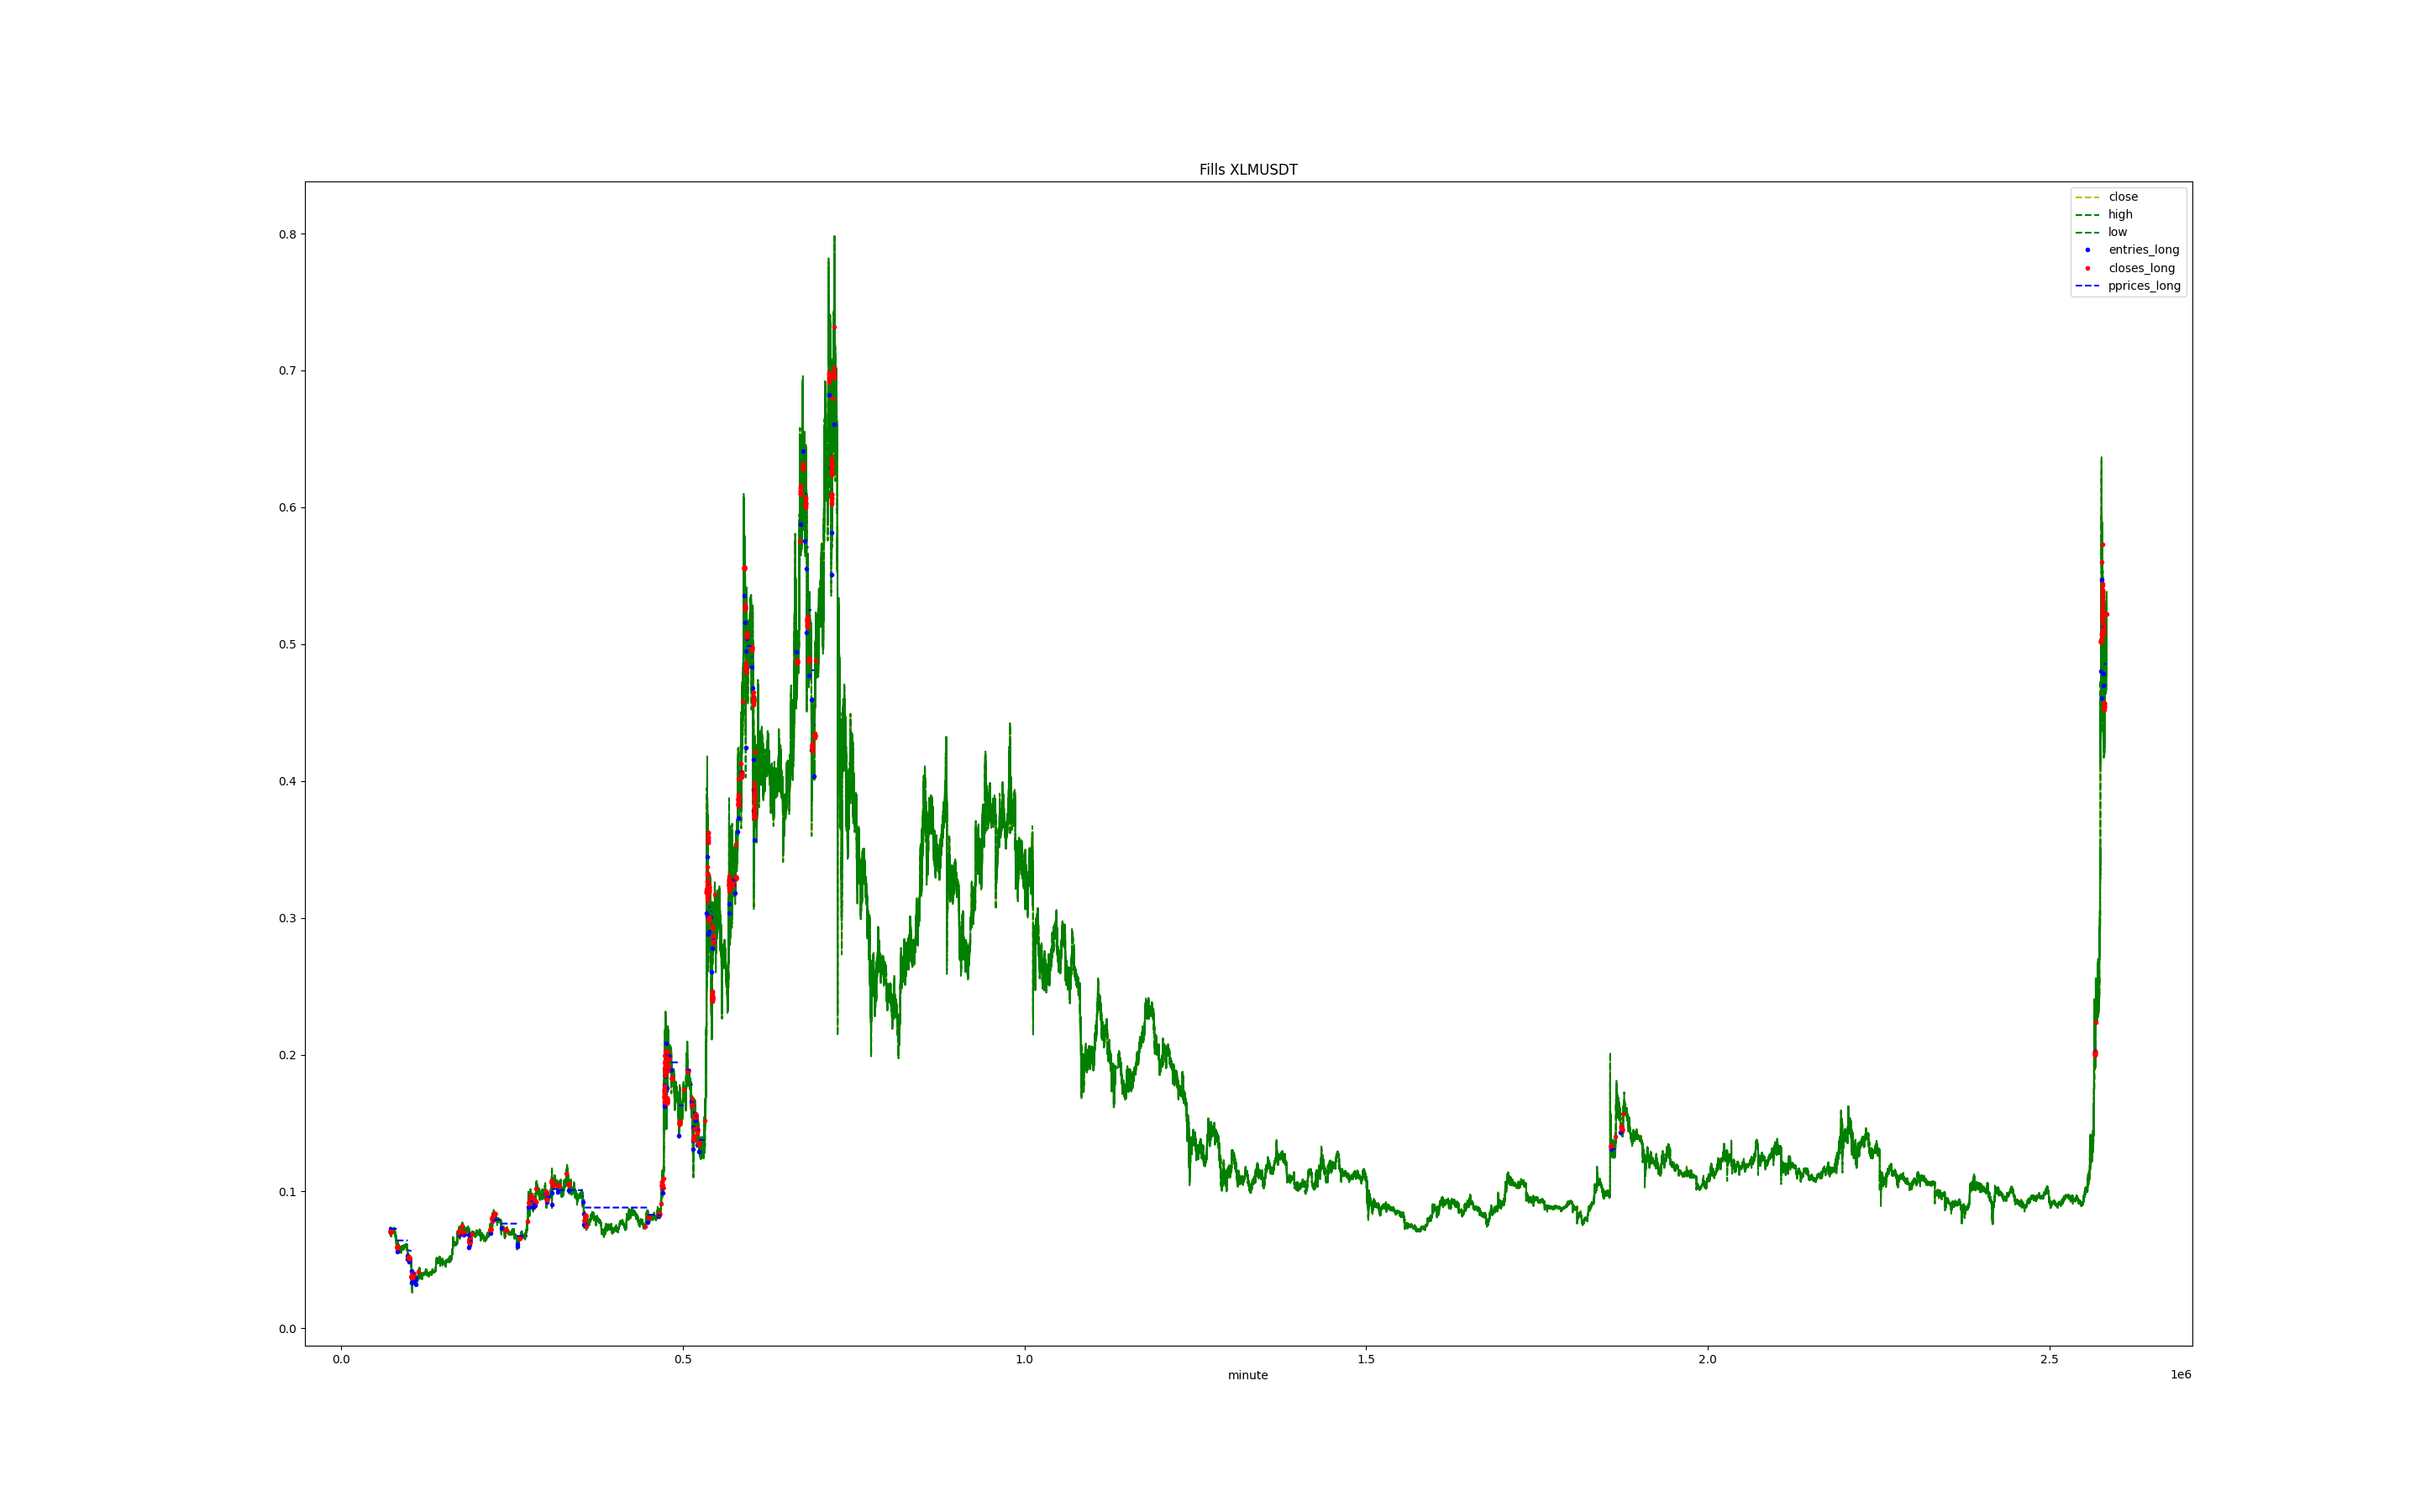 Fills XLMUSDT
close
high
low
entries_long
closes_long
pprices_long
0.8
0.7
0.6
0.5
0.4
0.3
0.2
0.1
0.0
0.0 0.5 1.0 1.5 2.0 2.5
minute
1e6